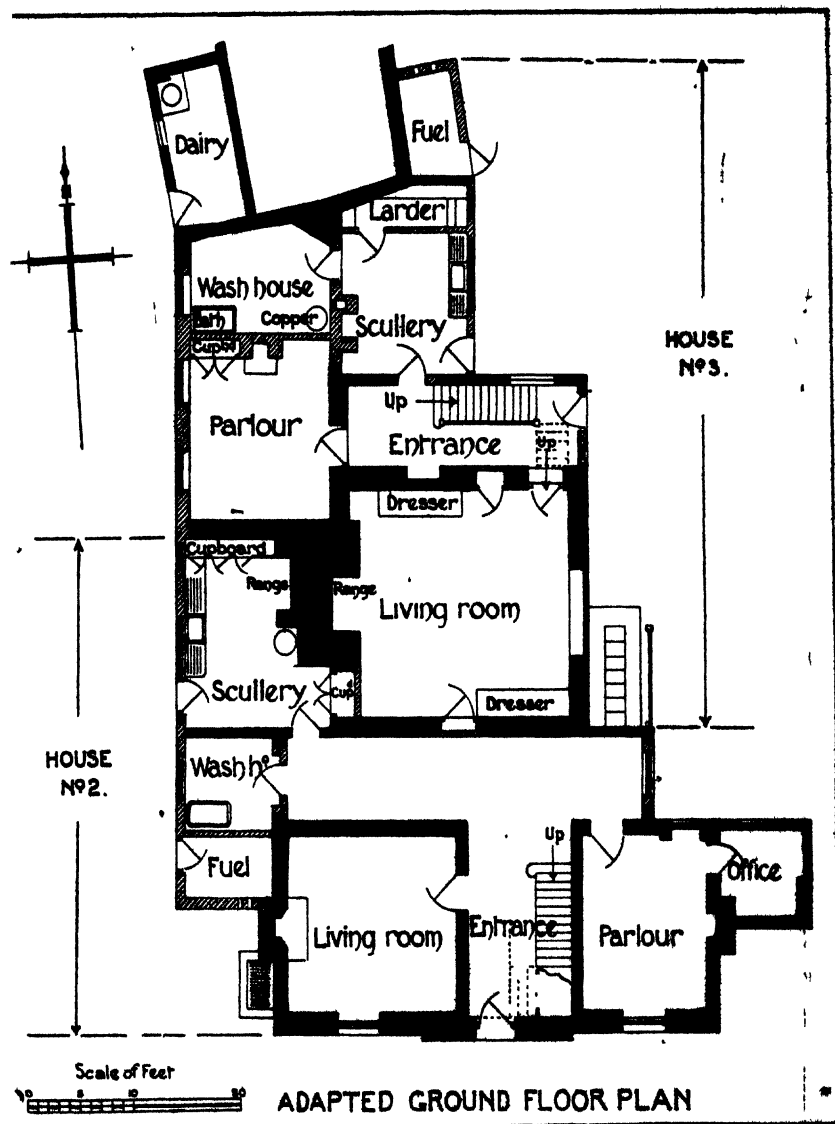 Dairy
Fuel
N
Larder
Wash house
Bath
Copper
Scullery
Cupbd
HOUSE
Nº3.
Up
Parlour
Entrance
Up
Dresser
Cupboard
Range
Range
Living room
Scullery
Cupd
Dresser
HOUSE
Nº2.
Wash hº
Up
Fuel
Office
Living room
Entrance
Parlour
Scale of Feet
0 5 10 20
ADAPTED GROUND FLOOR PLAN